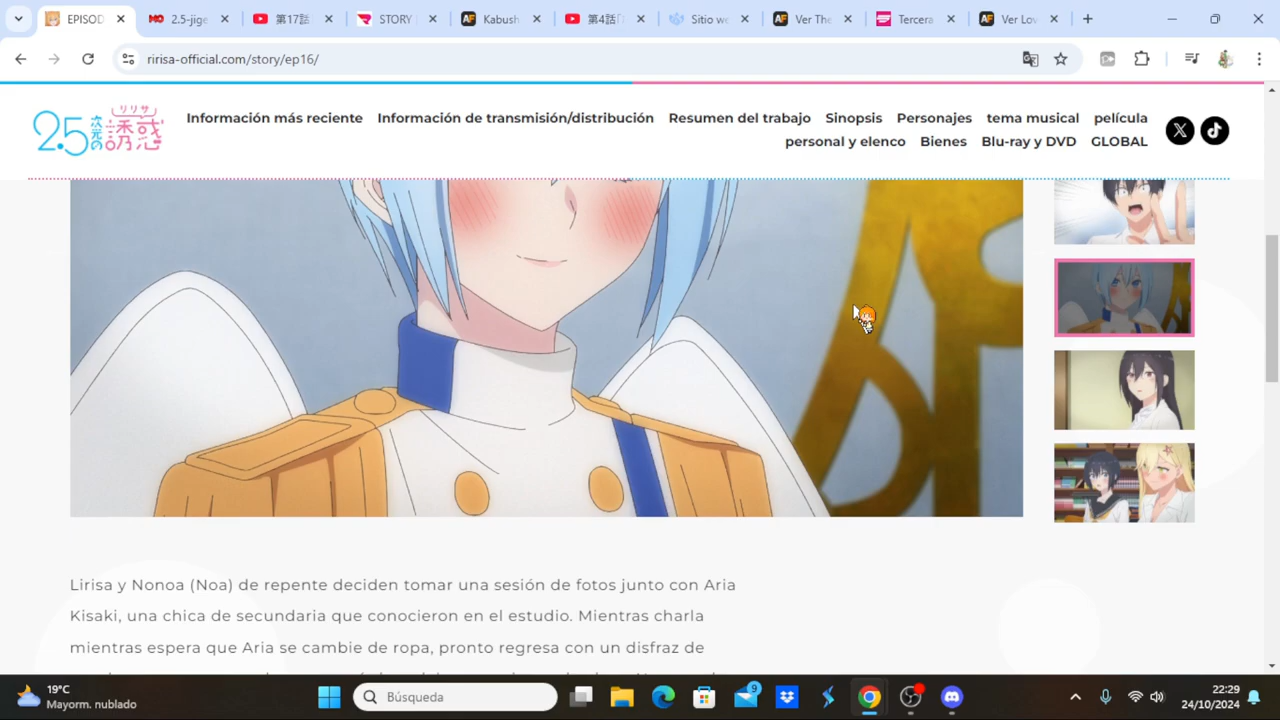 EPISOD
2.5-jige
第17話
STORY
Kabush
第4話
Sitio w
Ver The
Tercera
Ver Lov
ririsa-official.com/story/ep16/
リリサ
2.5次元の誘惑
Información más reciente Información de transmisión/distribución Resumen del trabajo Sinopsis Personajes tema musical película
personal y elenco Bienes Blu-ray y DVD GLOBAL
Lirisa y Nonoa (Noa) de repente deciden tomar una sesión de fotos junto con Aria
Kisaki, una chica de secundaria que conocieron en el estudio. Mientras charla
mientras espera que Aria se cambie de ropa, pronto regresa con un disfraz de
19°C
Mayorm. nublado
Búsqueda
9
22:29
24/10/2024